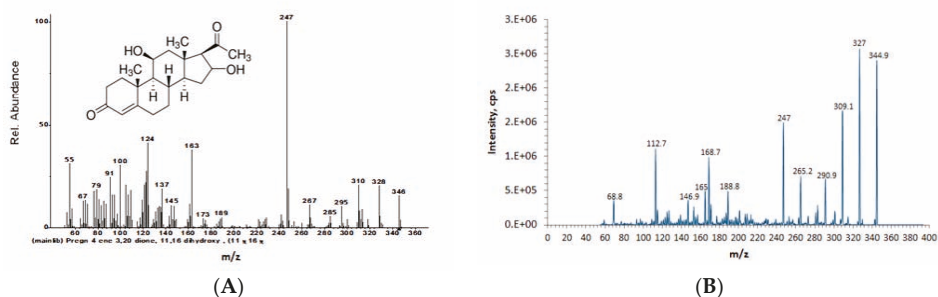 100
247
O
H₃C
CH₃
HO
H₃C
OH
H
H
H
O
Rel. Abundance
50
55
67
79
91
100
124
137
145
163
173
189
267
285
295
310
328
346
60 80 100 120 140 160 180 200 220 240 260 280 300 320 340 360
(mainlib) Pregn 4 ene 3,20 dione, 11,16 dihydroxy , (11 16
m/z
(A)
B)
3.E+06
3.E+06
2.E+06
2.E+06
1.E+06
5.E+05
0.E+00
Intensity, cps
68.8
112.7
146.9
165
168.7
188.8
247
265.2
290.9
309.1
327
344.9
0 20 40 60 80 100 120 140 160 180 200 220 240 260 280 300 320 340 360 380 400
m/z
(B)